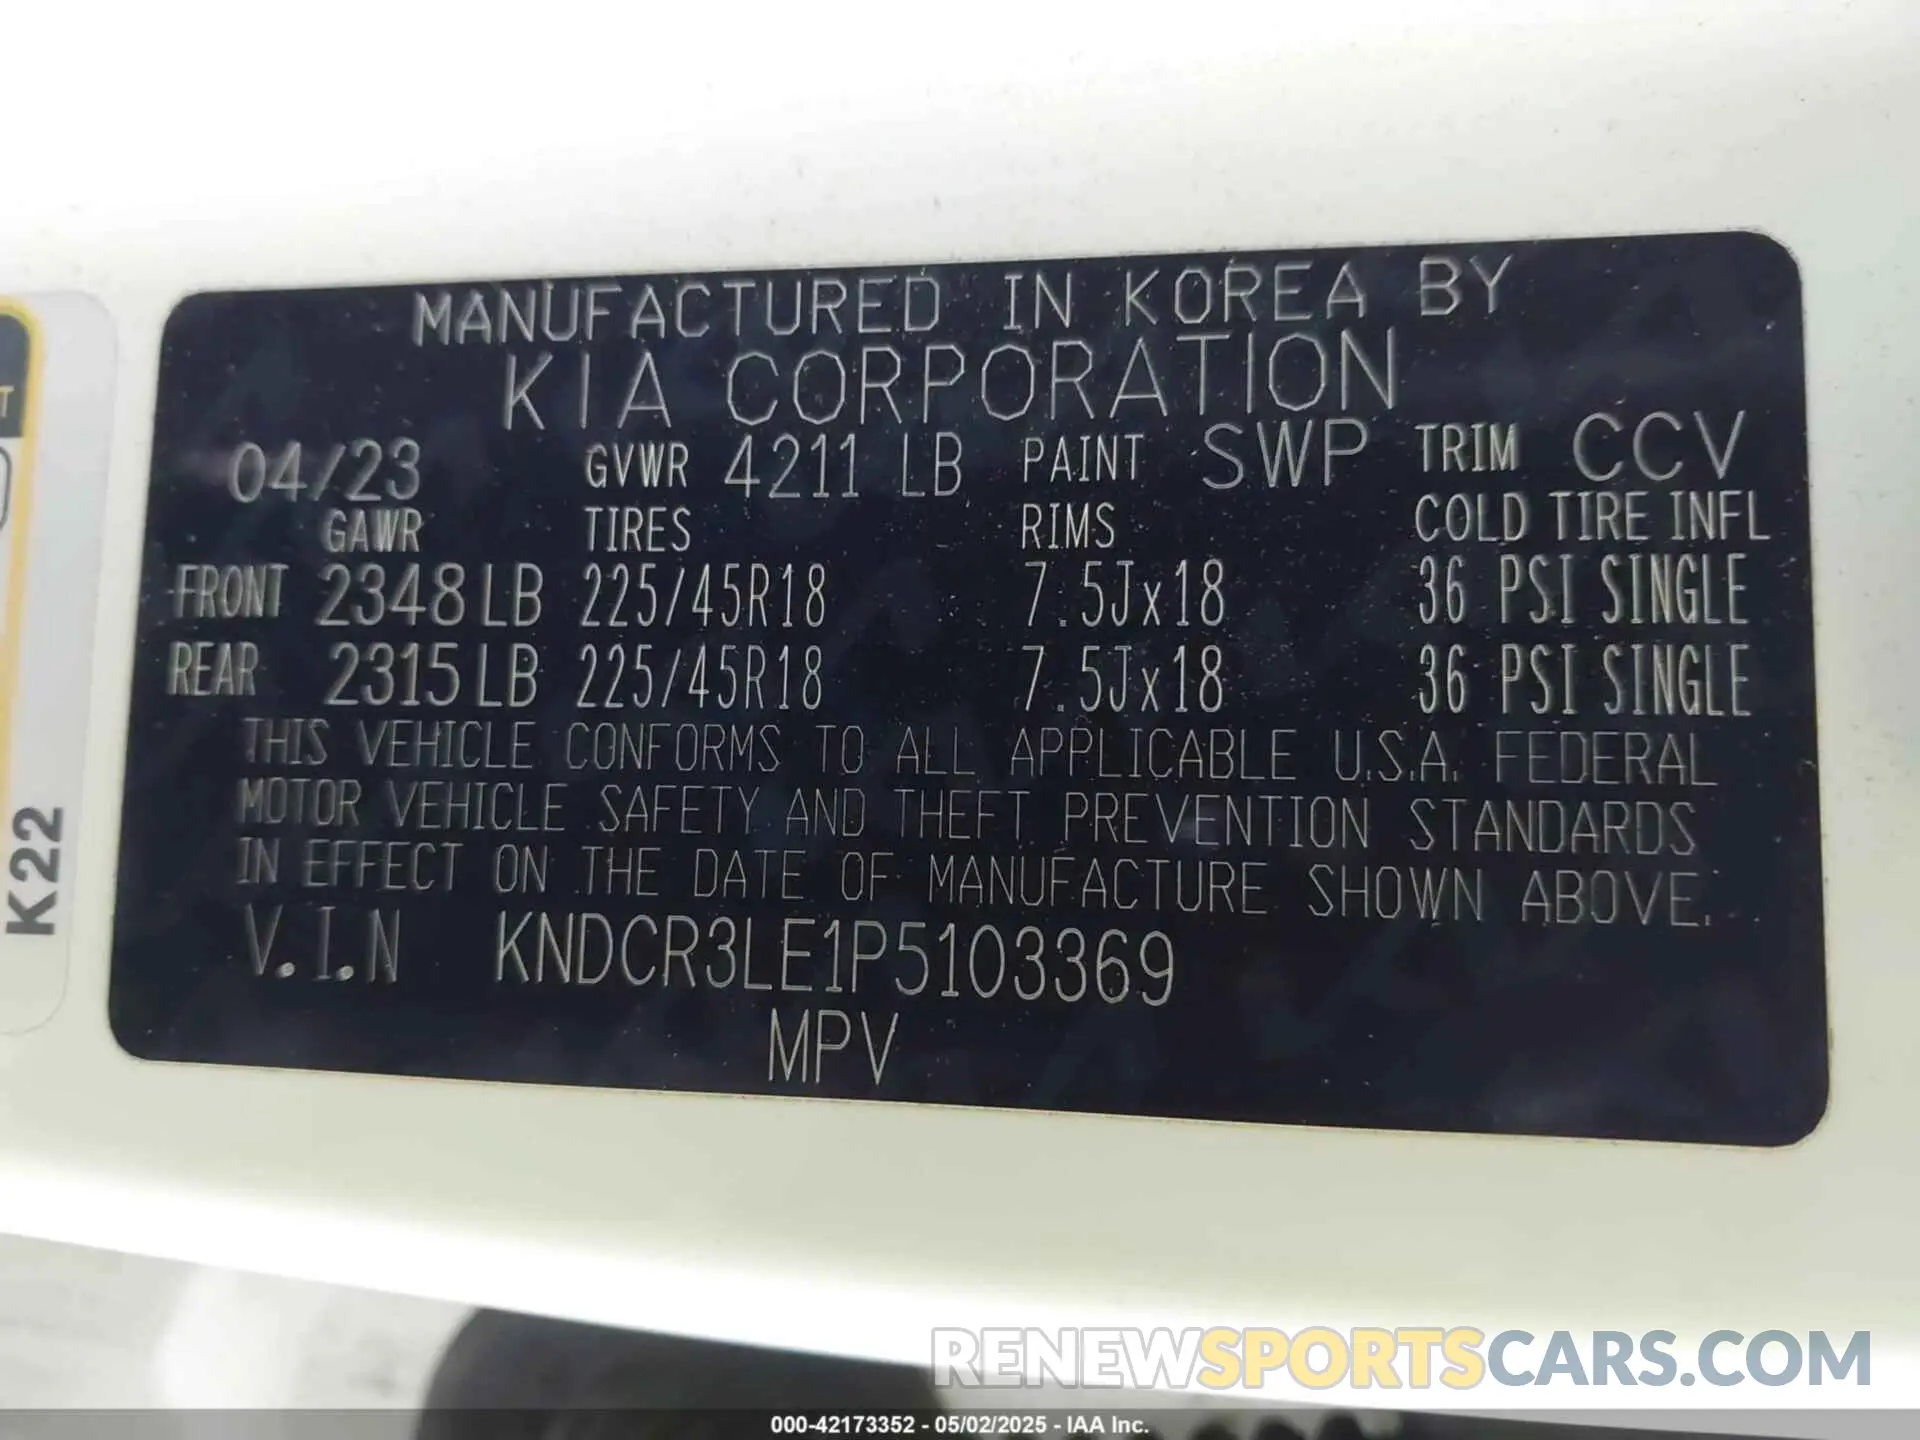 MANUFACTURED IN KOREA BY
KIA CORPORATION
04/23 GVWR 4211 LB PAINT SWP TRIM CCV
GAWR TIRES RIMS COLD TIRE INFL
FRONT 2348 LB 225/45R18 7.5Jx18 36 PSI SINGLE
REAR 2315 LB 225/45R18 7.5Jx18 36 PSI SINGLE
THIS VEHICLE CONFORMS TO ALL APPLICABLE U.S.A. FEDERAL
MOTOR VEHICLE SAFETY AND THEFT PREVENTION STANDARDS
IN EFFECT ON THE DATE OF MANUFACTURE SHOWN ABOVE.
V.I.N KNDCR3LE1P5103369
MPV
T
K22
RENEWSPORTSCARS.COM
000-42173352 - 05/02/2025 - IAA Inc.